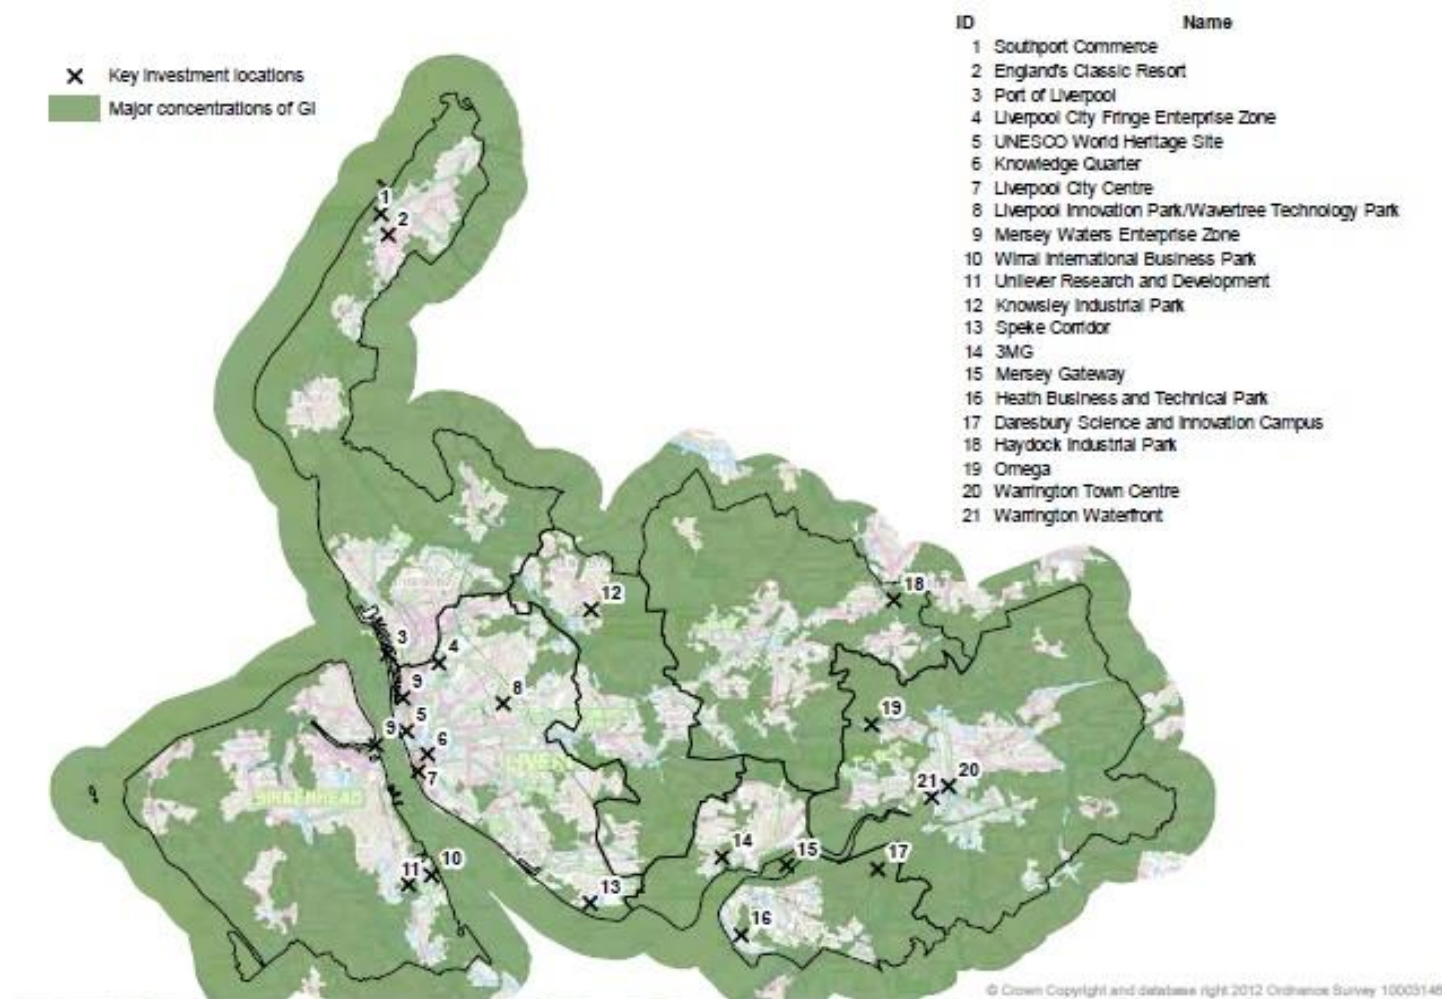 Key Investment locations
Major concentrations of GI
ID Name
1 Southport Commerce
2 England's Classic Resort
3 Port of Liverpool
4 Liverpool City Fringe Enterprise Zone
5 UNESCO World Heritage Site
6 Knowledge Quarter
7 Liverpool City Centre
8 Liverpool Innovation Park/Wavertree Technology Park
9 Mersey Waters Enterprise Zone
10 Wirral International Business Park
11 Unilever Research and Development
12 Knowsley Industrial Park
13 Speke Corridor
14 3MG
15 Mersey Gateway
16 Heath Business and Technical Park
17 Daresbury Science and Innovation Campus
18 Haydock Industrial Park
19 Omega
20 Warrington Town Centre
21 Warrington Waterfront
1
2
18
12
3
4
9
8
5
19
9
6
7
20
21
BIRKENHEAD
14
15
17
10
11
13
16
© Crown Copyright and database right 2012 Ordnance Survey 10003148